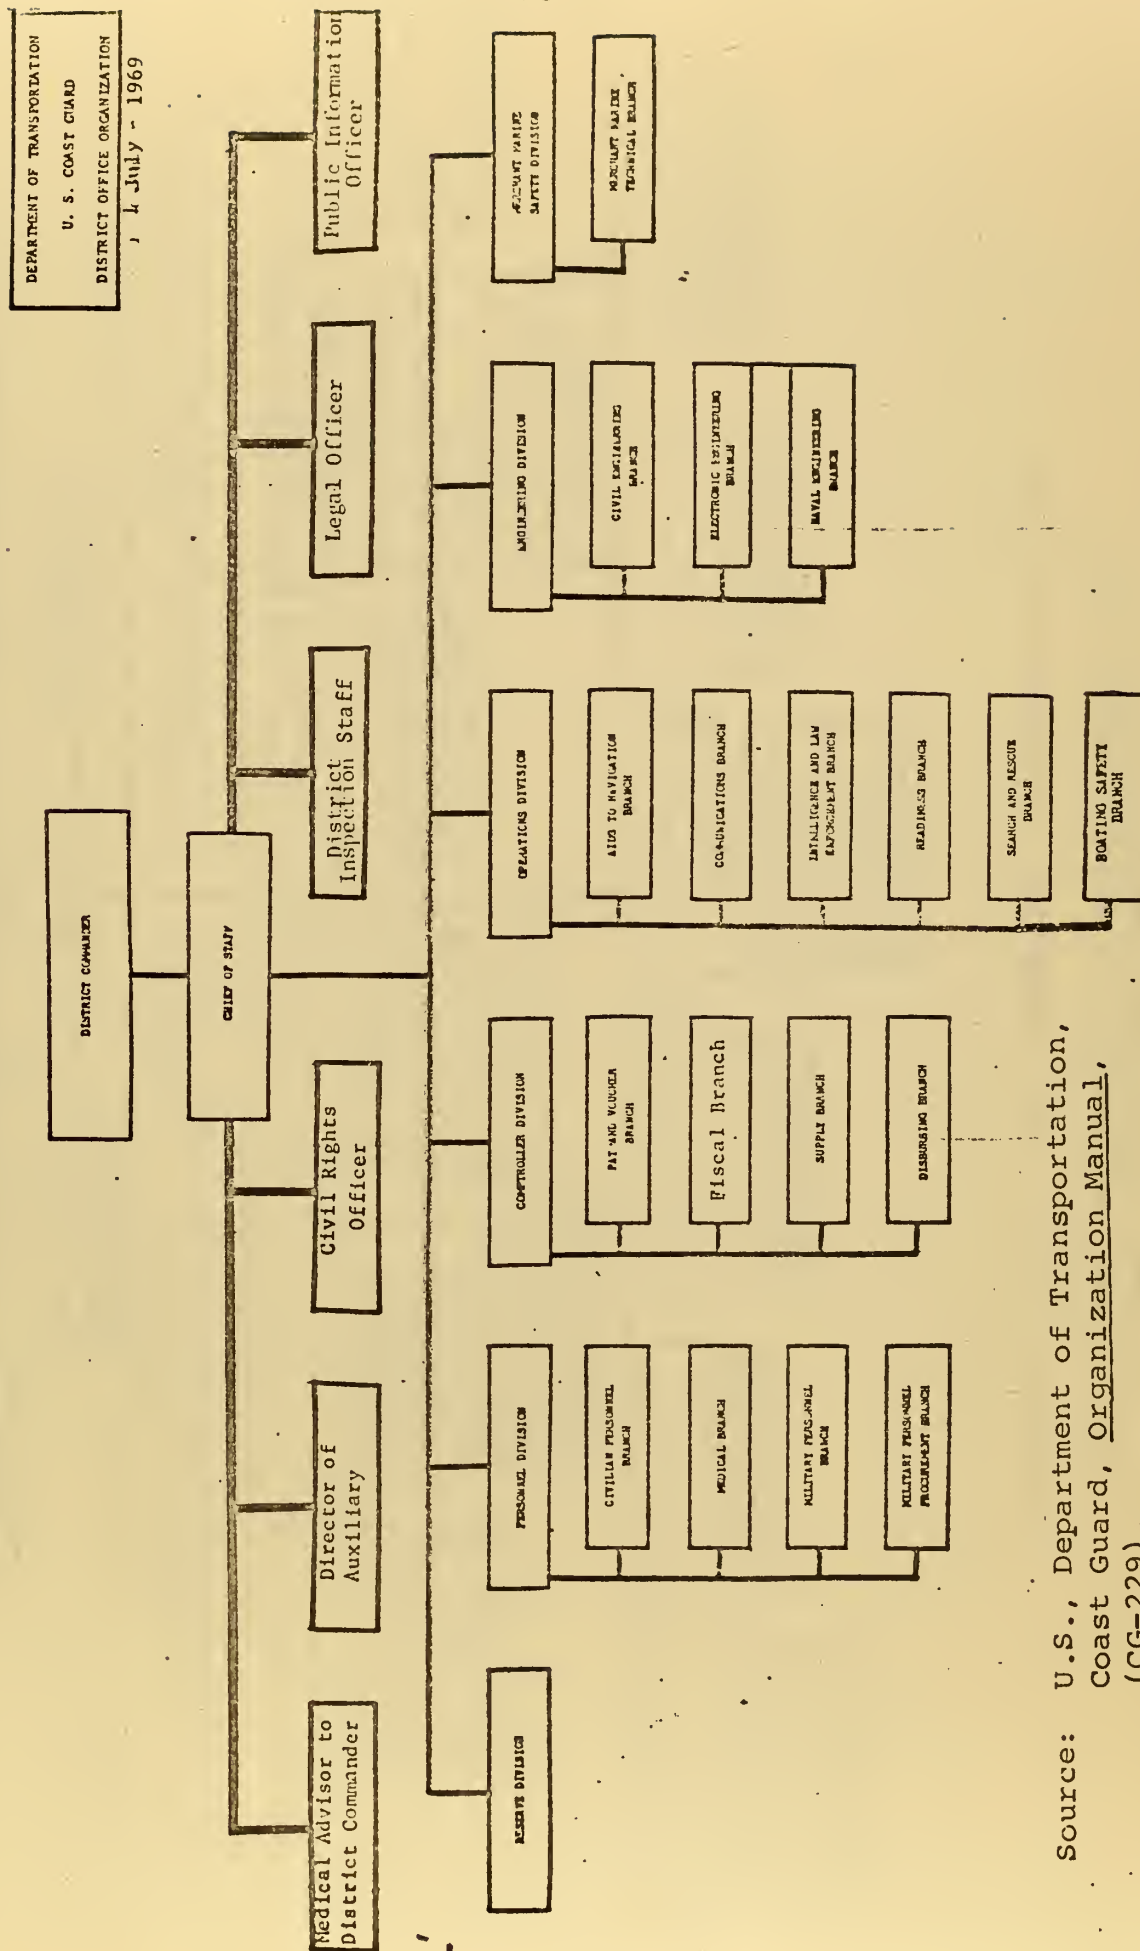 DEPARTMENT OF TRANSPORTATION
U. S. COAST GUARD
DISTRICT OFFICE ORGANIZATION
July - 1969
DISTRICT COMMANDER
CHIEF OF STAFF
Medical Advisor to
District Commander
Director of
Auxiliary
Civil Rights
Officer
District
Inspection Staff
Legal Officer
Public Information
Officer
RESERVE DIVISION
PERSONNEL DIVISION
CIVILIAN PERSONNEL
BRANCH
MEDICAL BRANCH
MILITARY PERSONNEL
BRANCH
MILITARY PERSONNEL
PROCUREMENT BRANCH
COMPTROLLER DIVISION
PAY AND VOUCHER
BRANCH
Fiscal Branch
SUPPLY BRANCH
DISBURSING BRANCH
OPERATIONS DIVISION
AIDS TO NAVIGATION
BRANCH
COMMUNICATIONS BRANCH
INTELLIGENCE AND LAW
ENFORCEMENT BRANCH
READINESS BRANCH
SEARCH AND RESCUE
BRANCH
BOATING SAFETY
BRANCH
ENGINEERING DIVISION
CIVIL ENGINEERING
BRANCH
ELECTRONIC ENGINEERING
BRANCH
NAVAL ENGINEERING
BRANCH
MERCHANT MARINE
SAFETY DIVISION
MERCHANT MARINE
TECHNICAL BRANCH
Source: U.S., Department of Transportation,
Coast Guard, Organization Manual,
(CG-229)